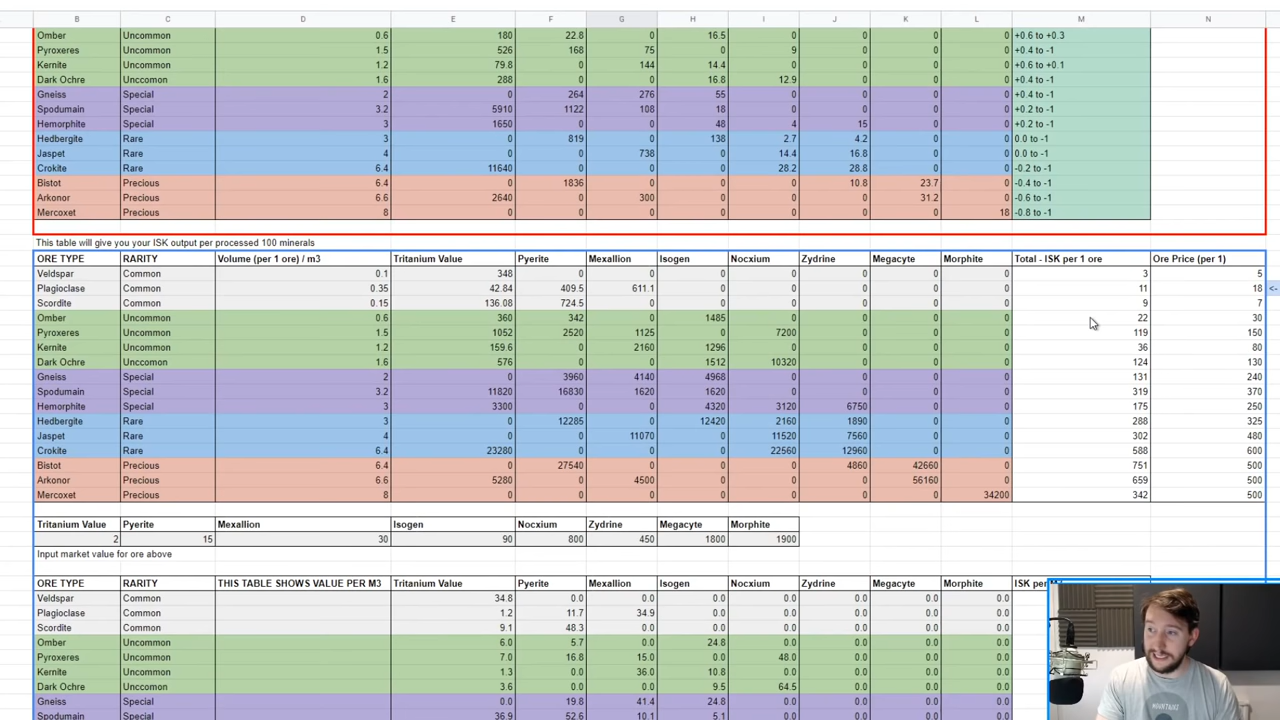 B C D E F G H I J K L M N
Omber Uncommon 0.6 180 22.8 0 16.5 0 0 0 0 +0.6 to +0.3
Pyroxeres Uncommon 1.5 526 168 75 0 9 0 0 0 +0.4 to -1
Kernite Uncommon 1.2 79.8 0 144 14.4 0 0 0 0 +0.6 to +0.1
Dark Ochre Unccomon 1.6 288 0 0 16.8 12.9 0 0 0 +0.4 to -1
Gneiss Special 2 0 264 276 55 0 0 0 0 +0.4 to -1
Spodumain Special 3.2 5910 1122 108 18 0 0 0 0 +0.2 to -1
Hemorphite Special 3 1650 0 0 48 4 15 0 0 +0.2 to -1
Hedbergite Rare 3 0 819 0 138 2.7 4.2 0 0 0.0 to -1
Jaspet Rare 4 0 0 738 0 14.4 16.8 0 0 0.0 to -1
Crokite Rare 6.4 11640 0 0 0 28.2 28.8 0 0 -0.2 to -1
Bistot Precious 6.4 0 1836 0 0 0 10.8 23.7 0 -0.4 to -1
Arkonor Precious 6.6 2640 0 300 0 0 0 31.2 0 -0.6 to -1
Mercoxet Precious 8 0 0 0 0 0 0 0 18 -0.8 to -1
This table will give you your ISK output per processed 100 minerals
ORE TYPE RARITY Volume (per 1 ore) / m3 Tritanium Value Pyerite Mexallion Isogen Nocxium Zydrine Megacyte Morphite Total - ISK per 1 ore Ore Price (per 1)
Veldspar Common 0.1 348 0 0 0 0 0 0 0 3 5
Plagioclase Common 0.35 42.84 409.5 611.1 0 0 0 0 0 11 18 <-
Scordite Common 0.15 136.08 724.5 0 0 0 0 0 0 9 7
Omber Uncommon 0.6 360 342 0 1485 0 0 0 0 22 30
Pyroxeres Uncommon 1.5 1052 2520 1125 0 7200 0 0 0 119 150
Kernite Uncommon 1.2 159.6 0 2160 1296 0 0 0 0 36 80
Dark Ochre Unccomon 1.6 576 0 0 1512 10320 0 0 0 124 130
Gneiss Special 2 0 3960 4140 4968 0 0 0 0 131 240
Spodumain Special 3.2 11820 16830 1620 1620 0 0 0 0 319 370
Hemorphite Special 3 3300 0 0 4320 3120 6750 0 0 175 250
Hedbergite Rare 3 0 12285 0 12420 2160 1890 0 0 288 325
Jaspet Rare 4 0 0 11070 0 11520 7560 0 0 302 480
Crokite Rare 6.4 23280 0 0 0 22560 12960 0 0 588 600
Bistot Precious 6.4 0 27540 0 0 0 4860 42660 0 751 500
Arkonor Precious 6.6 5280 0 4500 0 0 0 56160 0 659 500
Mercoxet Precious 8 0 0 0 0 0 0 0 34200 342 500
Tritanium Value Pyerite Mexallion Isogen Nocxium Zydrine Megacyte Morphite
2 15 30 90 800 450 1800 1900
Input market value for ore above
ORE TYPE RARITY THIS TABLE SHOWS VALUE PER M3 Tritanium Value Pyerite Mexallion Isogen Nocxium Zydrine Megacyte Morphite ISK per
Veldspar Common 34.8 0.0 0.0 0.0 0.0 0.0 0.0 0.0
Plagioclase Common 1.2 11.7 34.9 0.0 0.0 0.0 0.0 0.0
Scordite Common 9.1 48.3 0.0 0.0 0.0 0.0 0.0 0.0
Omber Uncommon 6.0 5.7 0.0 24.8 0.0 0.0 0.0 0.0
Pyroxeres Uncommon 7.0 16.8 15.0 0.0 48.0 0.0 0.0 0.0
Kernite Uncommon 1.3 0.0 36.0 10.8 0.0 0.0 0.0 0.0
Dark Ochre Unccomon 3.6 0.0 0.0 9.5 64.5 0.0 0.0 0.0
Gneiss Special 0.0 19.8 41.4 24.8 0.0 0.0 0.0 0.0
Spodumain Special 36.9 52.6 10.1 5.1 0.0 0.0 0.0 0.0